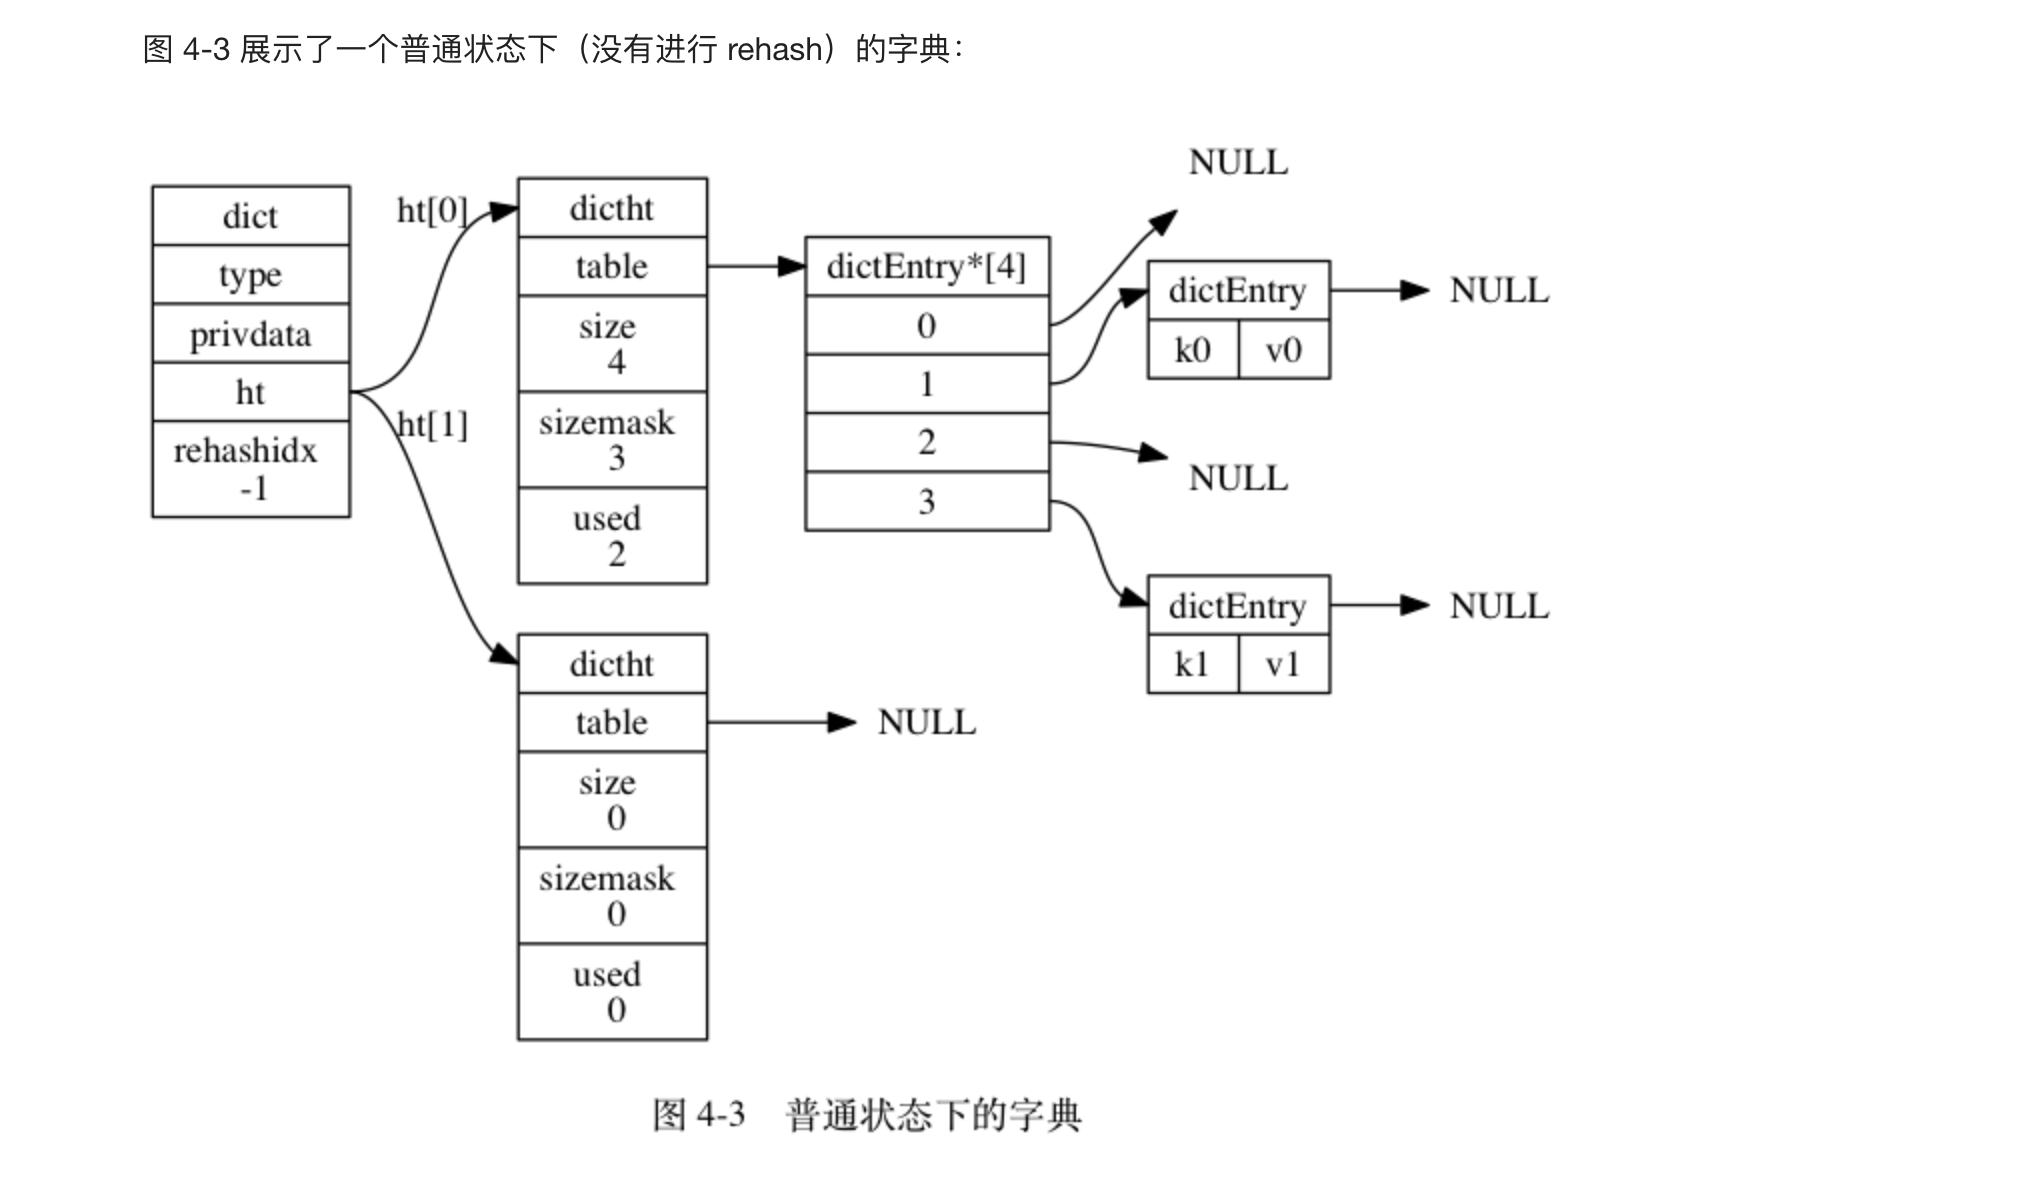 图 4-3 展示了一个普通状态下（没有进行 rehash）的字典：
dict
type
privdata
ht
rehashidx
-1
ht[0]
ht[1]
dictht
table
size
4
sizemask
3
used
2
dictht
table
size
0
sizemask
0
used
0
NULL
dictEntry*[4]
0
1
2
3
NULL
dictEntry
k0 v0
NULL
NULL
dictEntry
k1 v1
NULL
图 4-3 普通状态下的字典